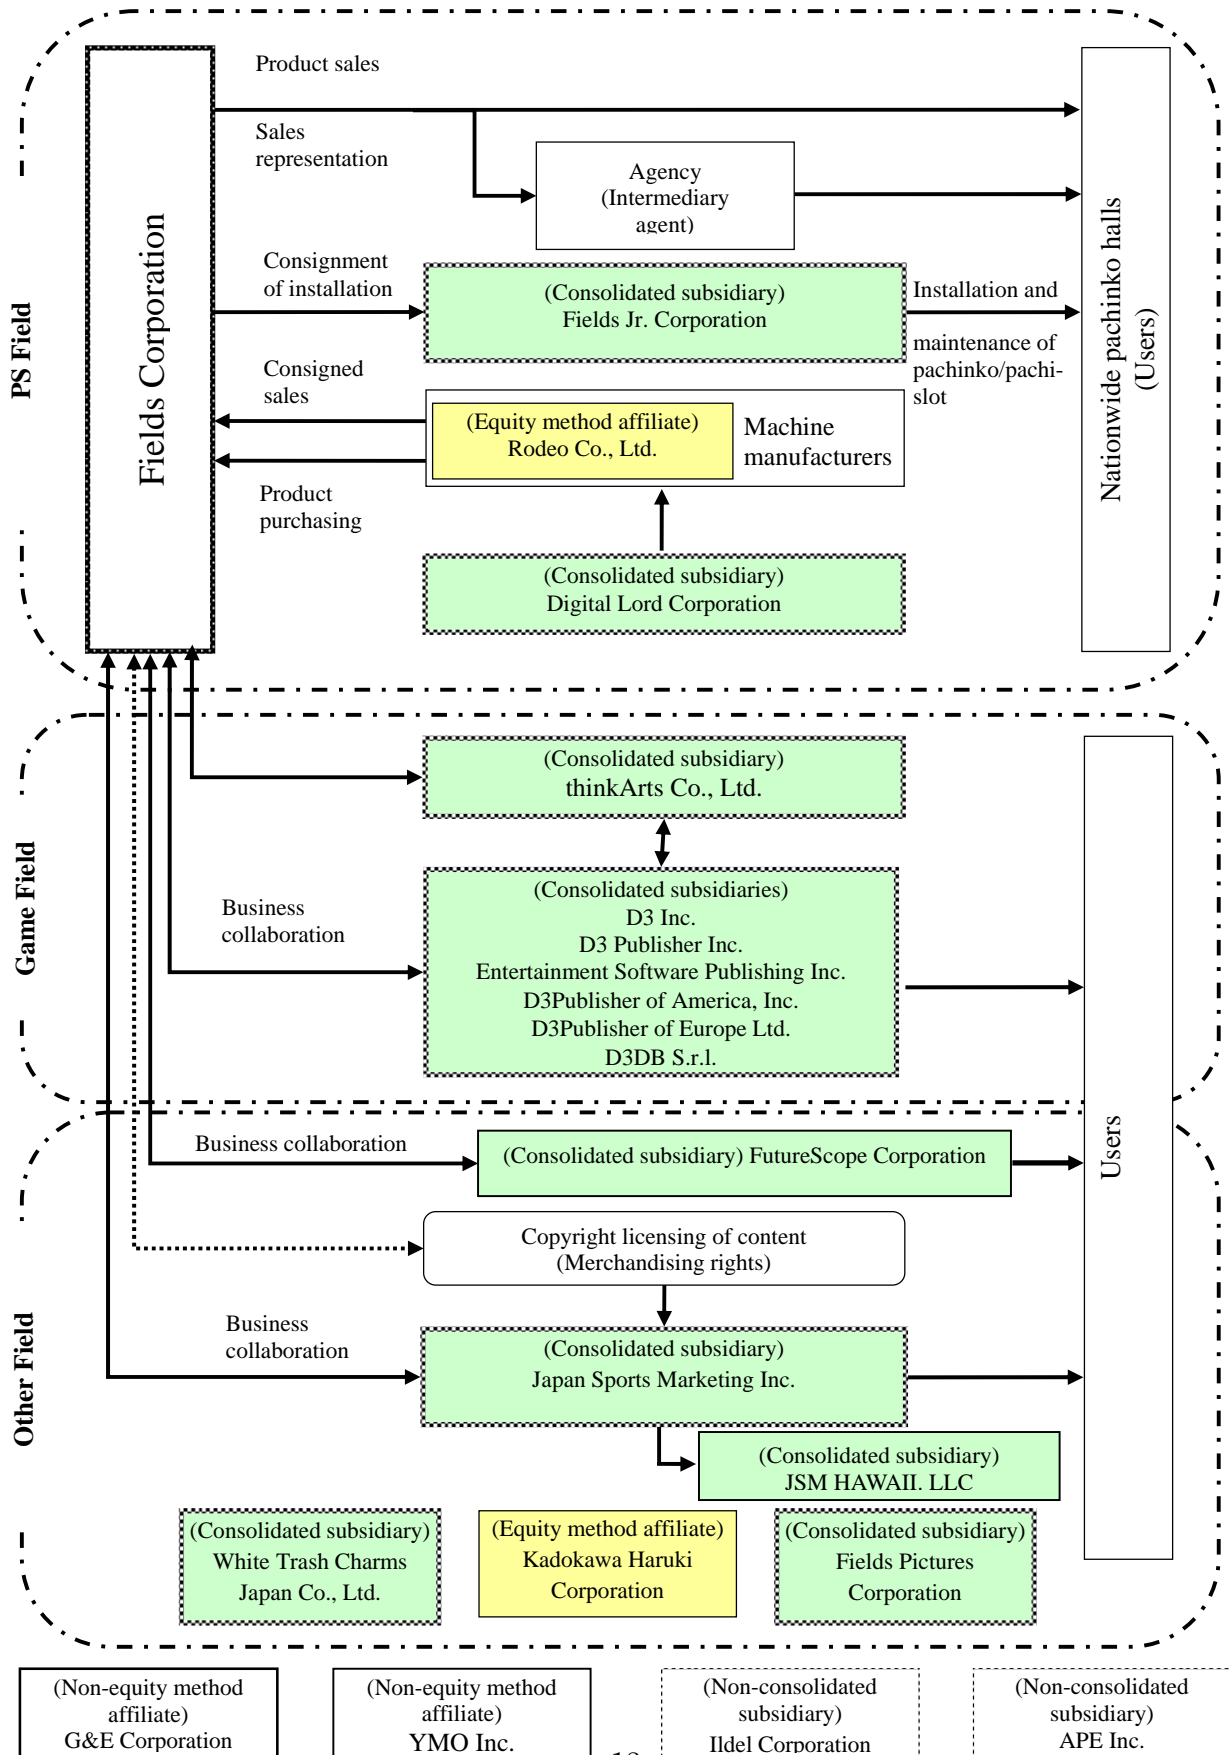 PS Field
Fields Corporation
Product sales
Sales
representation
Agency
(Intermediary
agent)
Consignment
of installation
(Consolidated subsidiary)
Fields Jr. Corporation
Installation and
maintenance of
pachinko/pachi-
slot
Nationwide pachinko halls
(Users)
Consigned
sales
(Equity method affiliate)
Rodeo Co., Ltd.
Machine
manufacturers
Product
purchasing
(Consolidated subsidiary)
Digital Lord Corporation
Game Field
(Consolidated subsidiary)
thinkArts Co., Ltd.
Business
collaboration
(Consolidated subsidiaries)
D3 Inc.
D3 Publisher Inc.
Entertainment Software Publishing Inc.
D3Publisher of America, Inc.
D3Publisher of Europe Ltd.
D3DB S.r.l.
Users
Other Field
Business collaboration
(Consolidated subsidiary) FutureScope Corporation
Copyright licensing of content
(Merchandising rights)
Business
collaboration
(Consolidated subsidiary)
Japan Sports Marketing Inc.
(Consolidated subsidiary)
JSM HAWAII. LLC
(Consolidated subsidiary)
White Trash Charms
Japan Co., Ltd.
(Equity method affiliate)
Kadokawa Haruki
Corporation
(Consolidated subsidiary)
Fields Pictures
Corporation
(Non-equity method
affiliate)
G&E Corporation
(Non-equity method
affiliate)
YMO Inc.
(Non-consolidated
subsidiary)
Ildel Corporation
(Non-consolidated
subsidiary)
APE Inc.